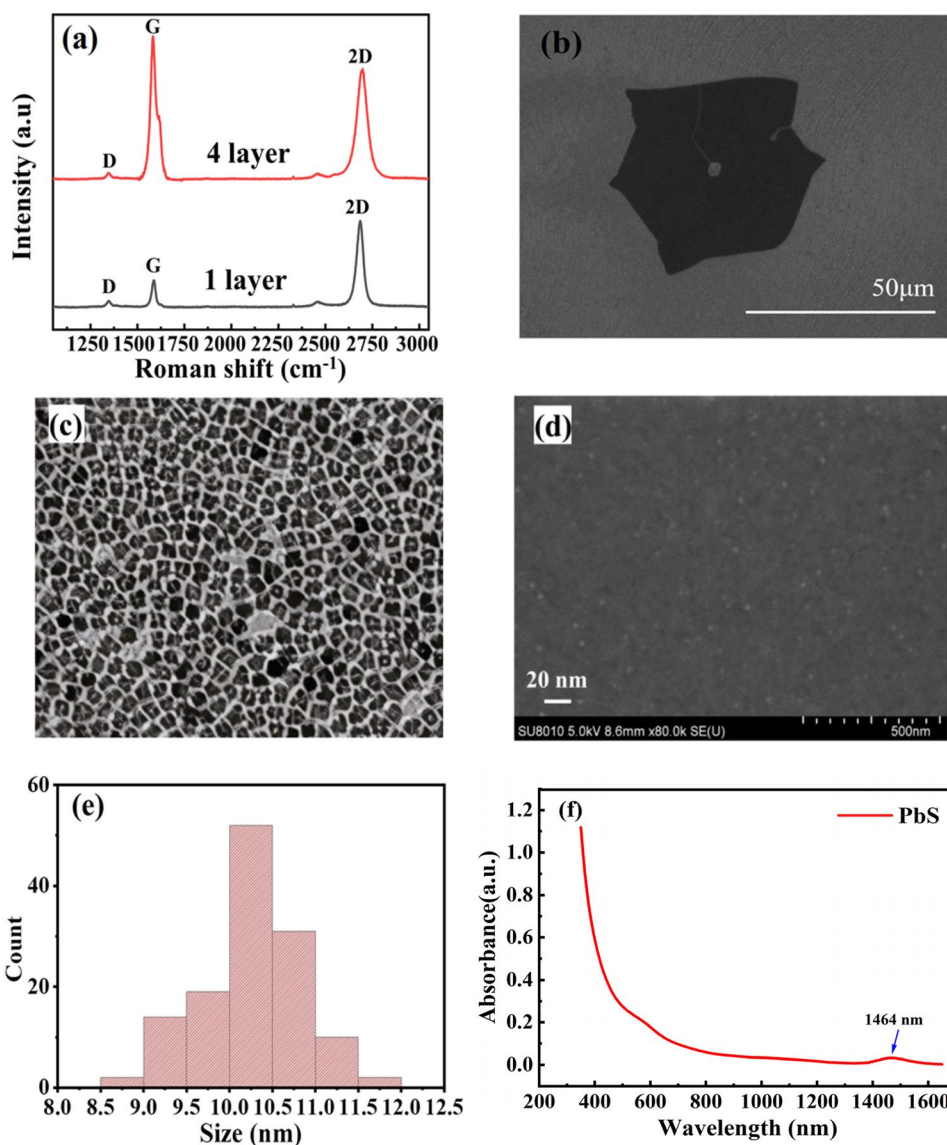 (a)
G
2D
D
4 layer
2D
G
D
1 layer
Intensity (a.u)
1250 1500 1750 2000 2250 2500 2750 3000
Roman shift (cm⁻¹)
(b)
50μm
(c)
(d)
20 nm
SU8010 5.0kV 8.6mm x80.0k SE(U)
500nm
(e)
60
40
20
0
Count
8.0 8.5 9.0 9.5 10.0 10.5 11.0 11.5 12.0 12.5
Size (nm)
(f)
PbS
1.2
1.0
0.8
0.6
0.4
0.2
0.0
Absorbance(a.u.)
1464 nm
200 400 600 800 1000 1200 1400 1600
Wavelength (nm)